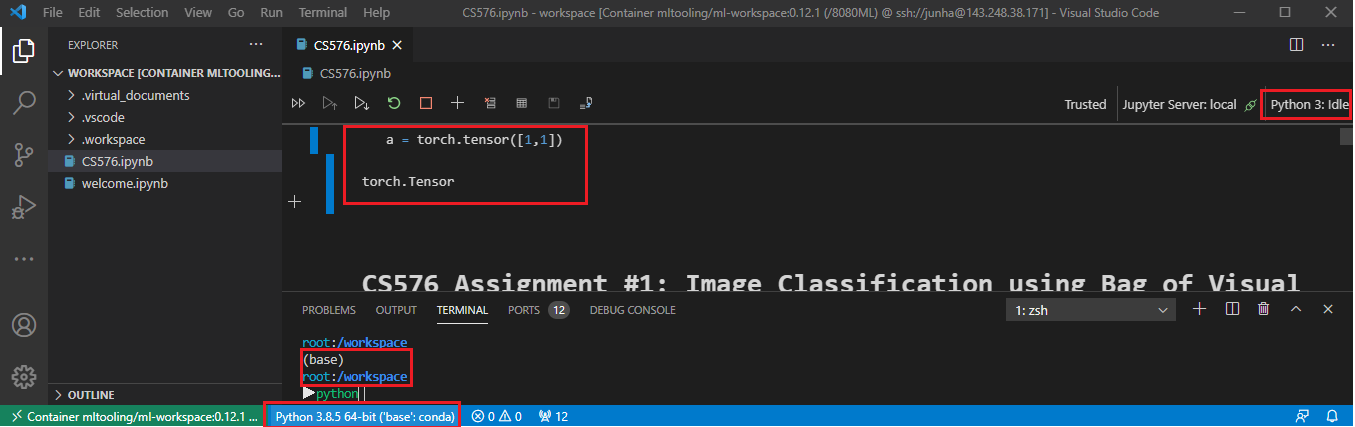 File Edit Selection View Go Run Terminal Help CS576.ipynb - workspace [Container mltooling/ml-workspace:0.12.1 (/8080ML) @ ssh://junha@143.248.38.171] - Visual Studio Code
EXPLORER
CS576.ipynb
WORKSPACE [CONTAINER MLTOOLING...
CS576.ipynb
.virtual_documents
.vscode
.workspace
CS576.ipynb
welcome.ipynb
OUTLINE
Trusted Jupyter Server: local Python 3: Idle
a = torch.tensor([1,1])
torch.Tensor
CS576 Assignment #1: Image Classification using Bag of Visual
PROBLEMS OUTPUT TERMINAL PORTS 12 DEBUG CONSOLE 1: zsh
root:/workspace
(base)
root:/workspace
python
Container mltooling/ml-workspace:0.12.1 ... Python 3.8.5 64-bit ('base': conda) 0 0 12